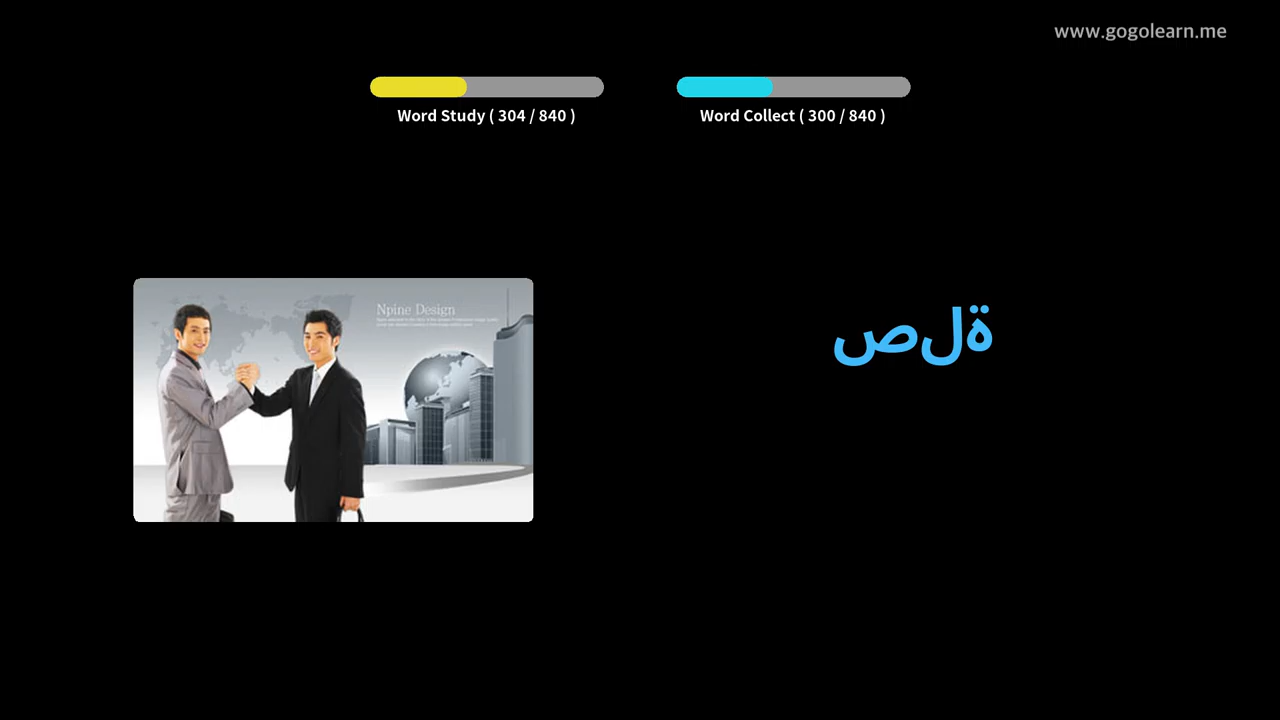 www.gogolearn.me
Word Study ( 304 / 840 )
Word Collect ( 300 / 840 )
Npine Design
صلة